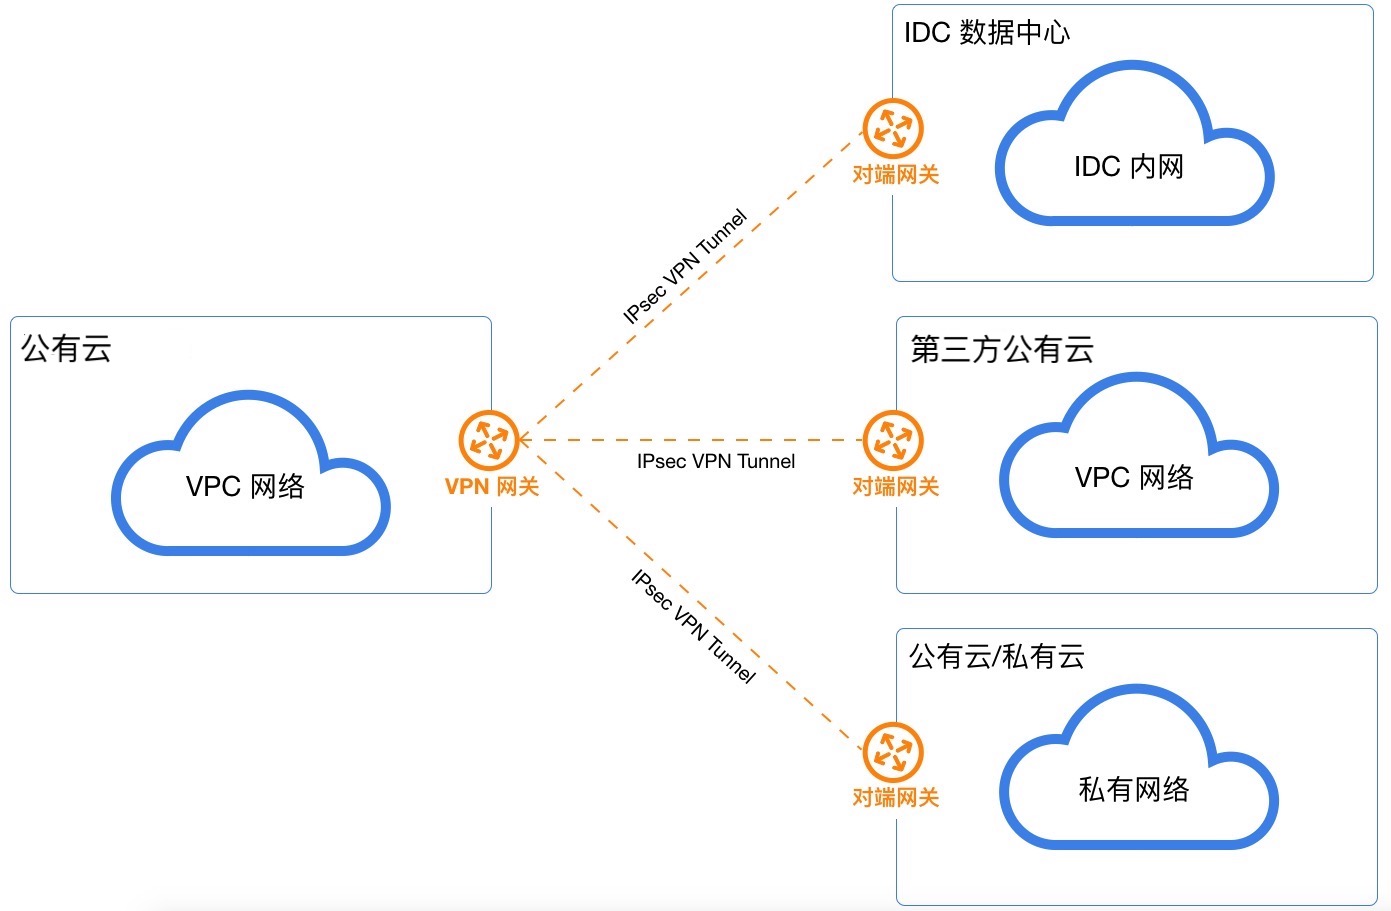 IDC 数据中心
IDC 内网
对端网关
IPsec VPN Tunnel
公有云
VPC 网络
VPN 网关
IPsec VPN Tunnel
第三方公有云
VPC 网络
对端网关
IPsec VPN Tunnel
公有云/私有云
私有网络
对端网关